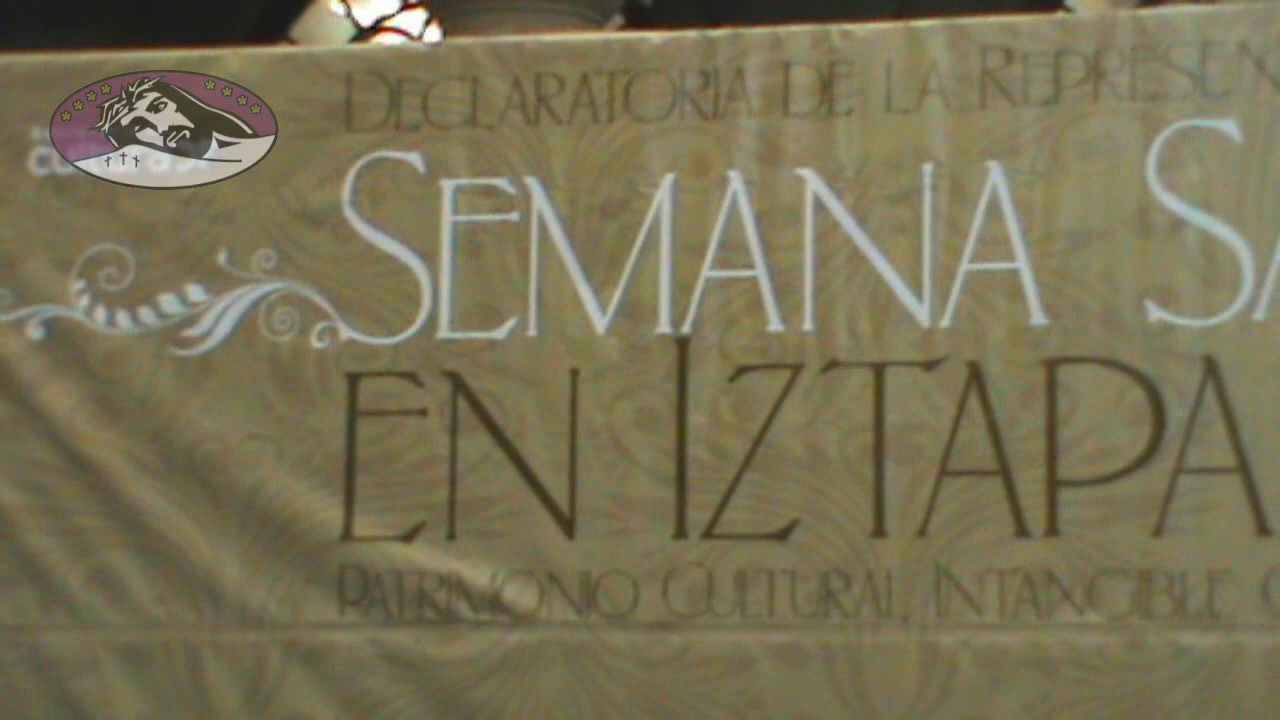 DECLARATORIA DE LA REPRESEN
SEMANA SA
EN IZTAPA
PATRIMONIO CULTURAL INTANGIBLE